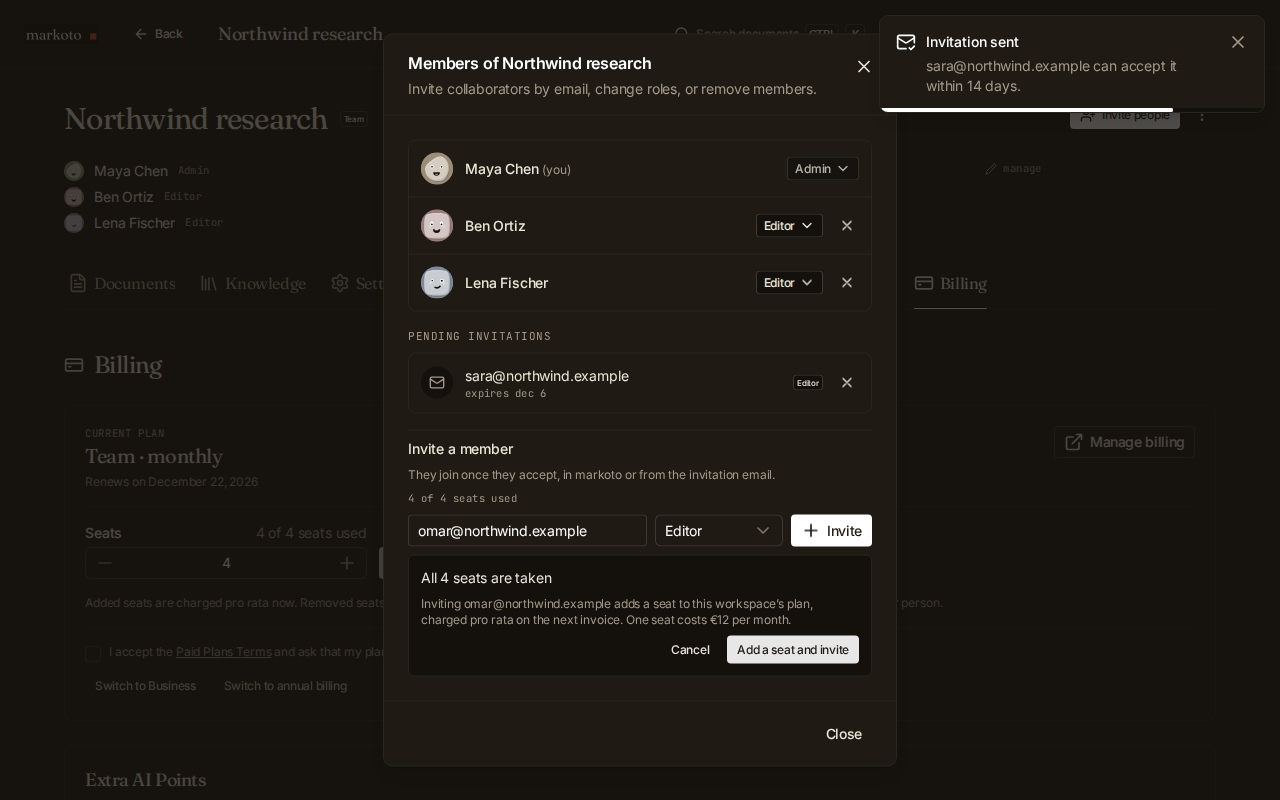 markoto
Back
Northwind research
Search documents CTRL K
Invitation sent
sara@northwind.example can accept it
within 14 days.
Members of Northwind research
Invite collaborators by email, change roles, or remove members.
Northwind research Team
Invite people
Maya Chen Admin
Ben Ortiz Editor
Lena Fischer Editor
manage
Maya Chen (you) Admin
Ben Ortiz Editor
Lena Fischer Editor
Documents Knowledge Sett
Billing
PENDING INVITATIONS
sara@northwind.example Editor
expires dec 6
Billing
CURRENT PLAN
Team · monthly
Renews on December 22, 2026
Manage billing
Invite a member
They join once they accept, in markoto or from the invitation email.
4 of 4 seats used
omar@northwind.example Editor Invite
Seats 4 of 4 seats used
4
All 4 seats are taken
Inviting omar@northwind.example adds a seat to this workspace's plan,
charged pro rata on the next invoice. One seat costs €12 per month.
Cancel Add a seat and invite
Added seats are charged pro rata now. Removed seats
person.
I accept the Paid Plans Terms and ask that my plan
Switch to Business Switch to annual billing
Close
Extra AI Points